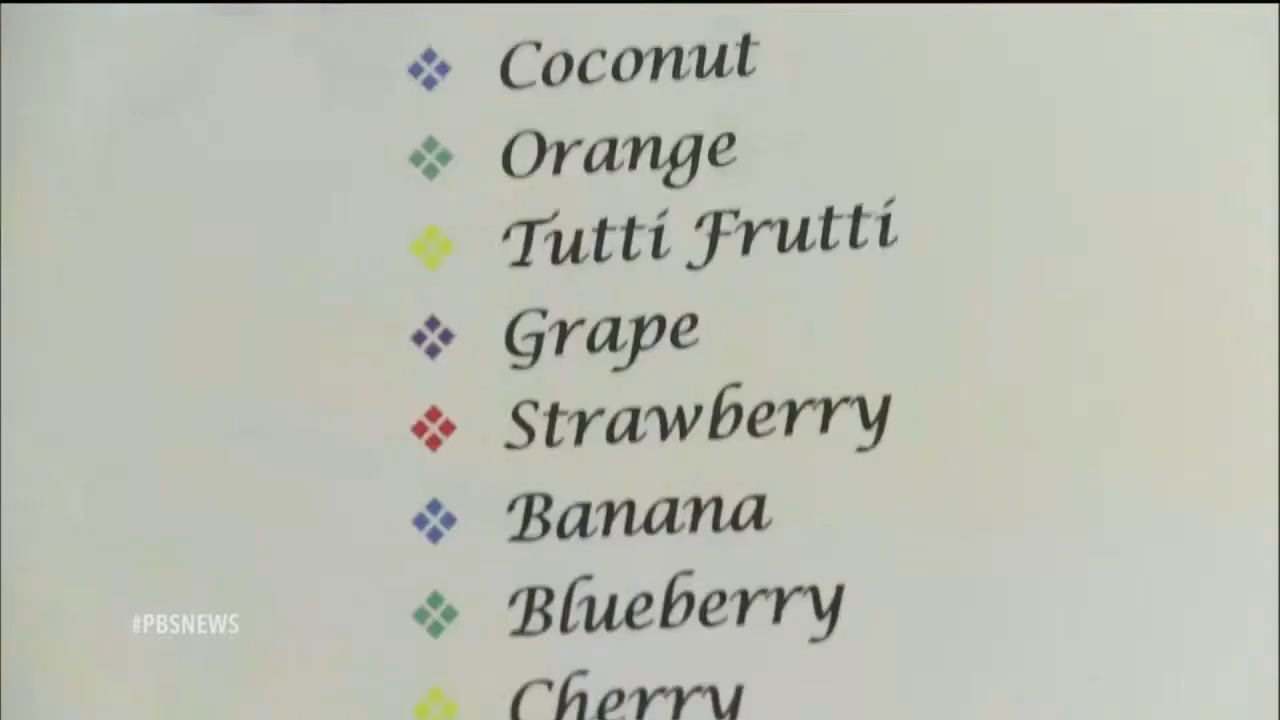 Coconut
Orange
Tutti Frutti
Grape
Strawberry
Banana
Blueberry
#PBSNEWS
Cherry